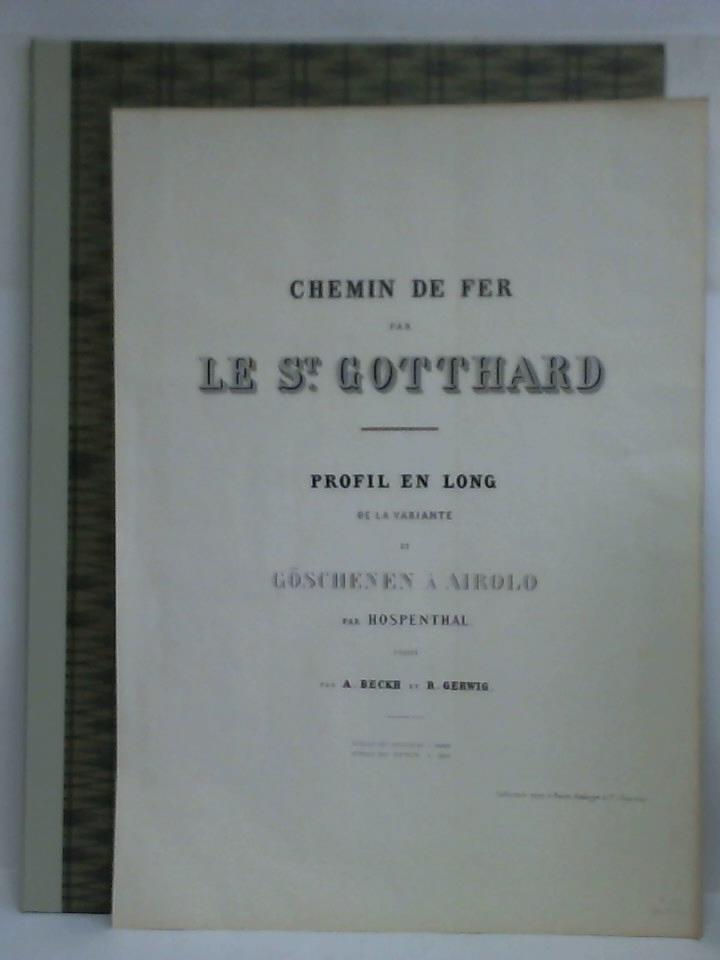 CHEMIN DE FER
PAR
LE ST. GOTTHARD
PROFIL EN LONG
DE LA VARIANTE
DE
GÖSCHENEN À AIROLO
PAR HOSPENTHAL
PAR A. BECKH ET R. GERWIG.